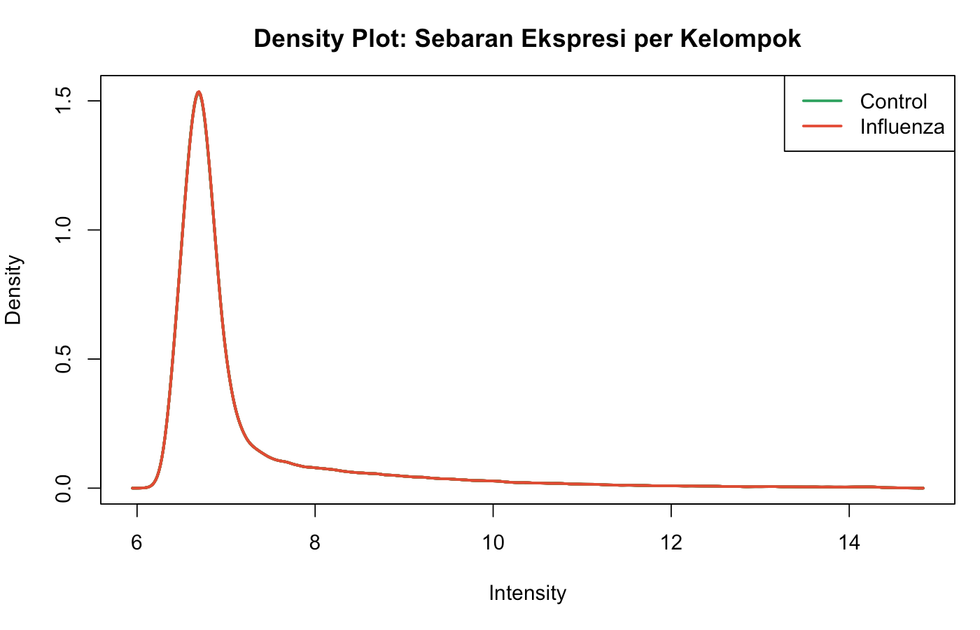 Density Plot: Sebaran Ekspresi per Kelompok
Control
Influenza
Density
1.5
1.0
0.5
0.0
6 8 10 12 14
Intensity